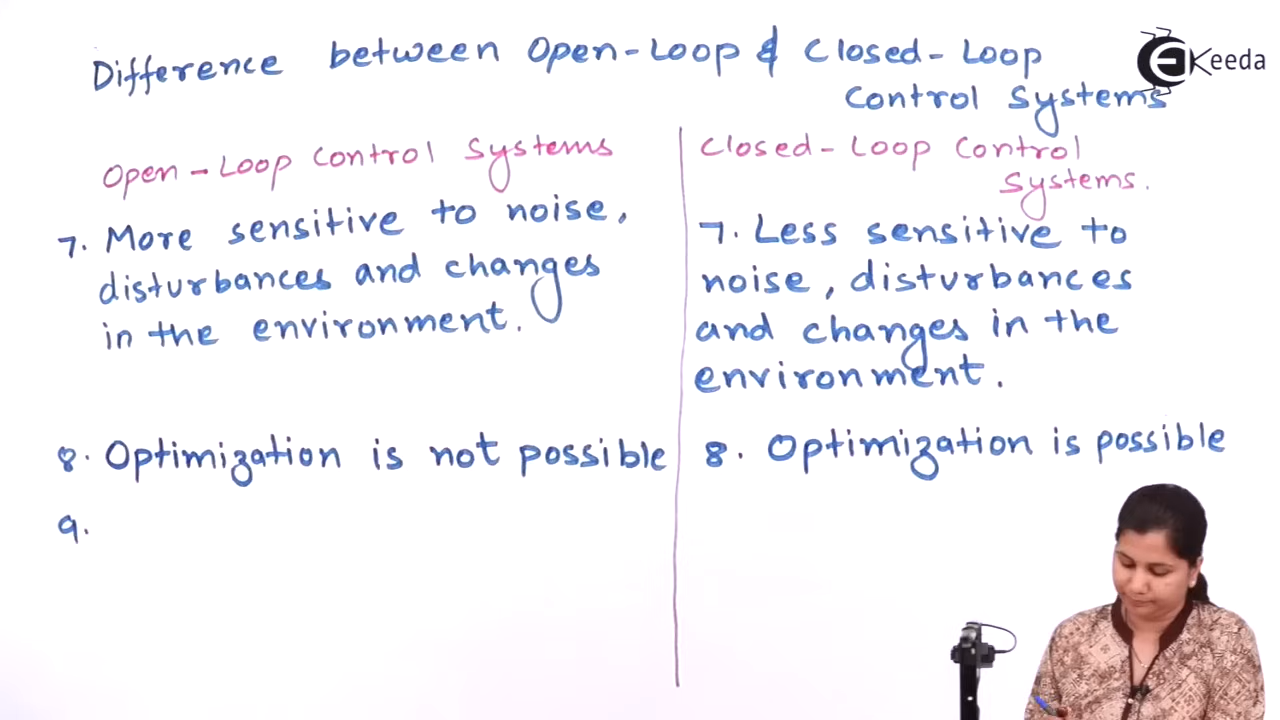 Difference between Open-Loop & Closed-Loop
Control Systems
EKeeda
Open-Loop Control Systems
7. More sensitive to noise,
disturbances and changes
in the environment.
8. Optimization is not possible
9.
Closed-Loop Control
Systems.
7. Less sensitive to
noise, disturbances
and changes in the
environment.
8. Optimization is possible